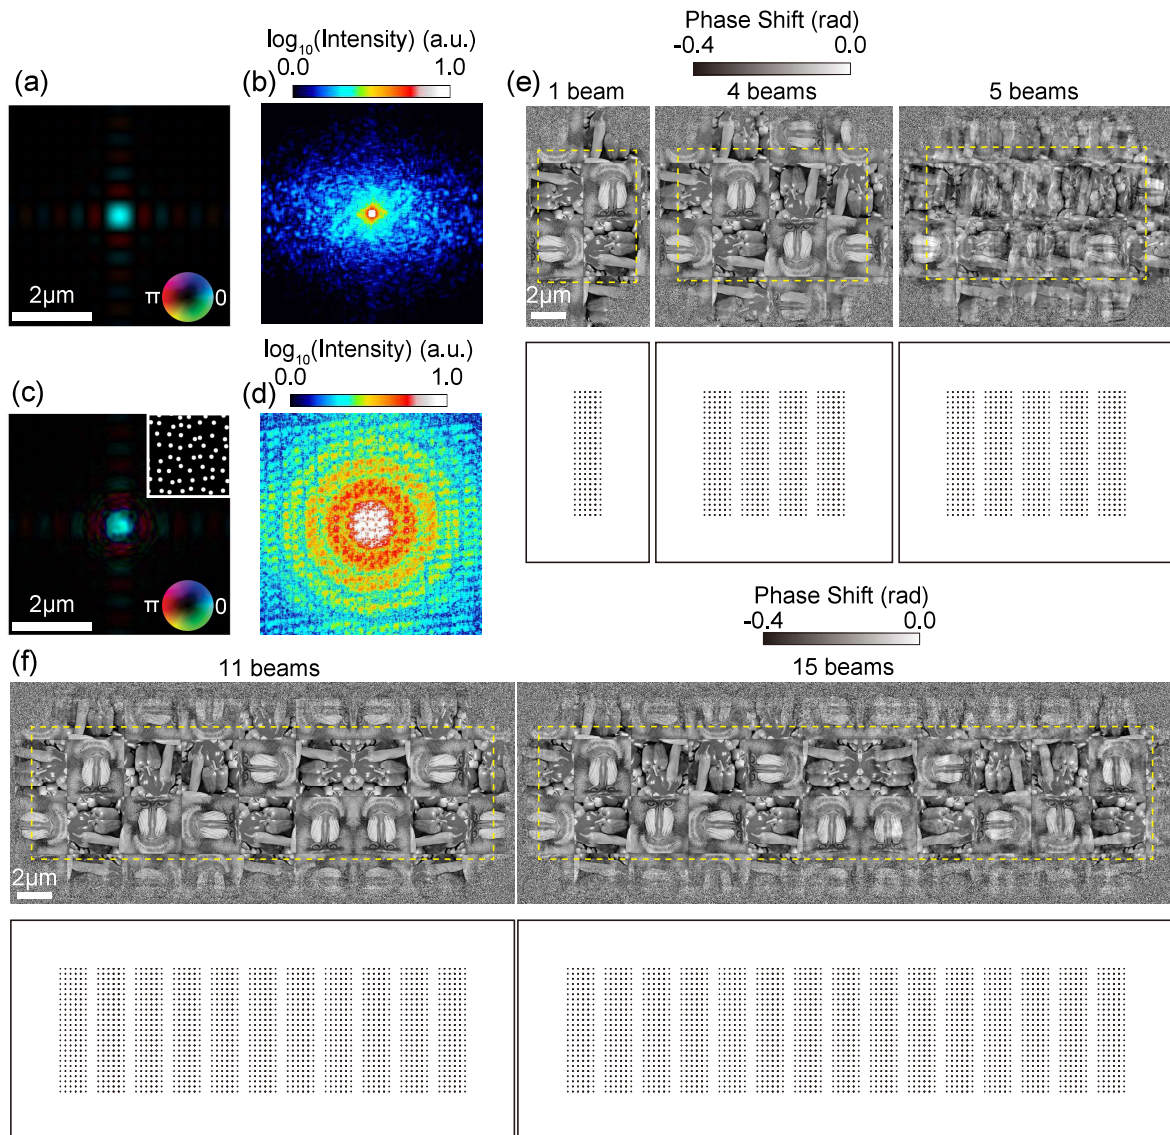 (a)
2μm
π 0
(b)
log10(Intensity) (a.u.)
0.0 1.0
(c)
2μm
π 0
(d)
log10(Intensity) (a.u.)
0.0 1.0
Phase Shift (rad)
-0.4 0.0
(e)
1 beam 4 beams 5 beams
2μm
Phase Shift (rad)
-0.4 0.0
(f)
11 beams 15 beams
2μm